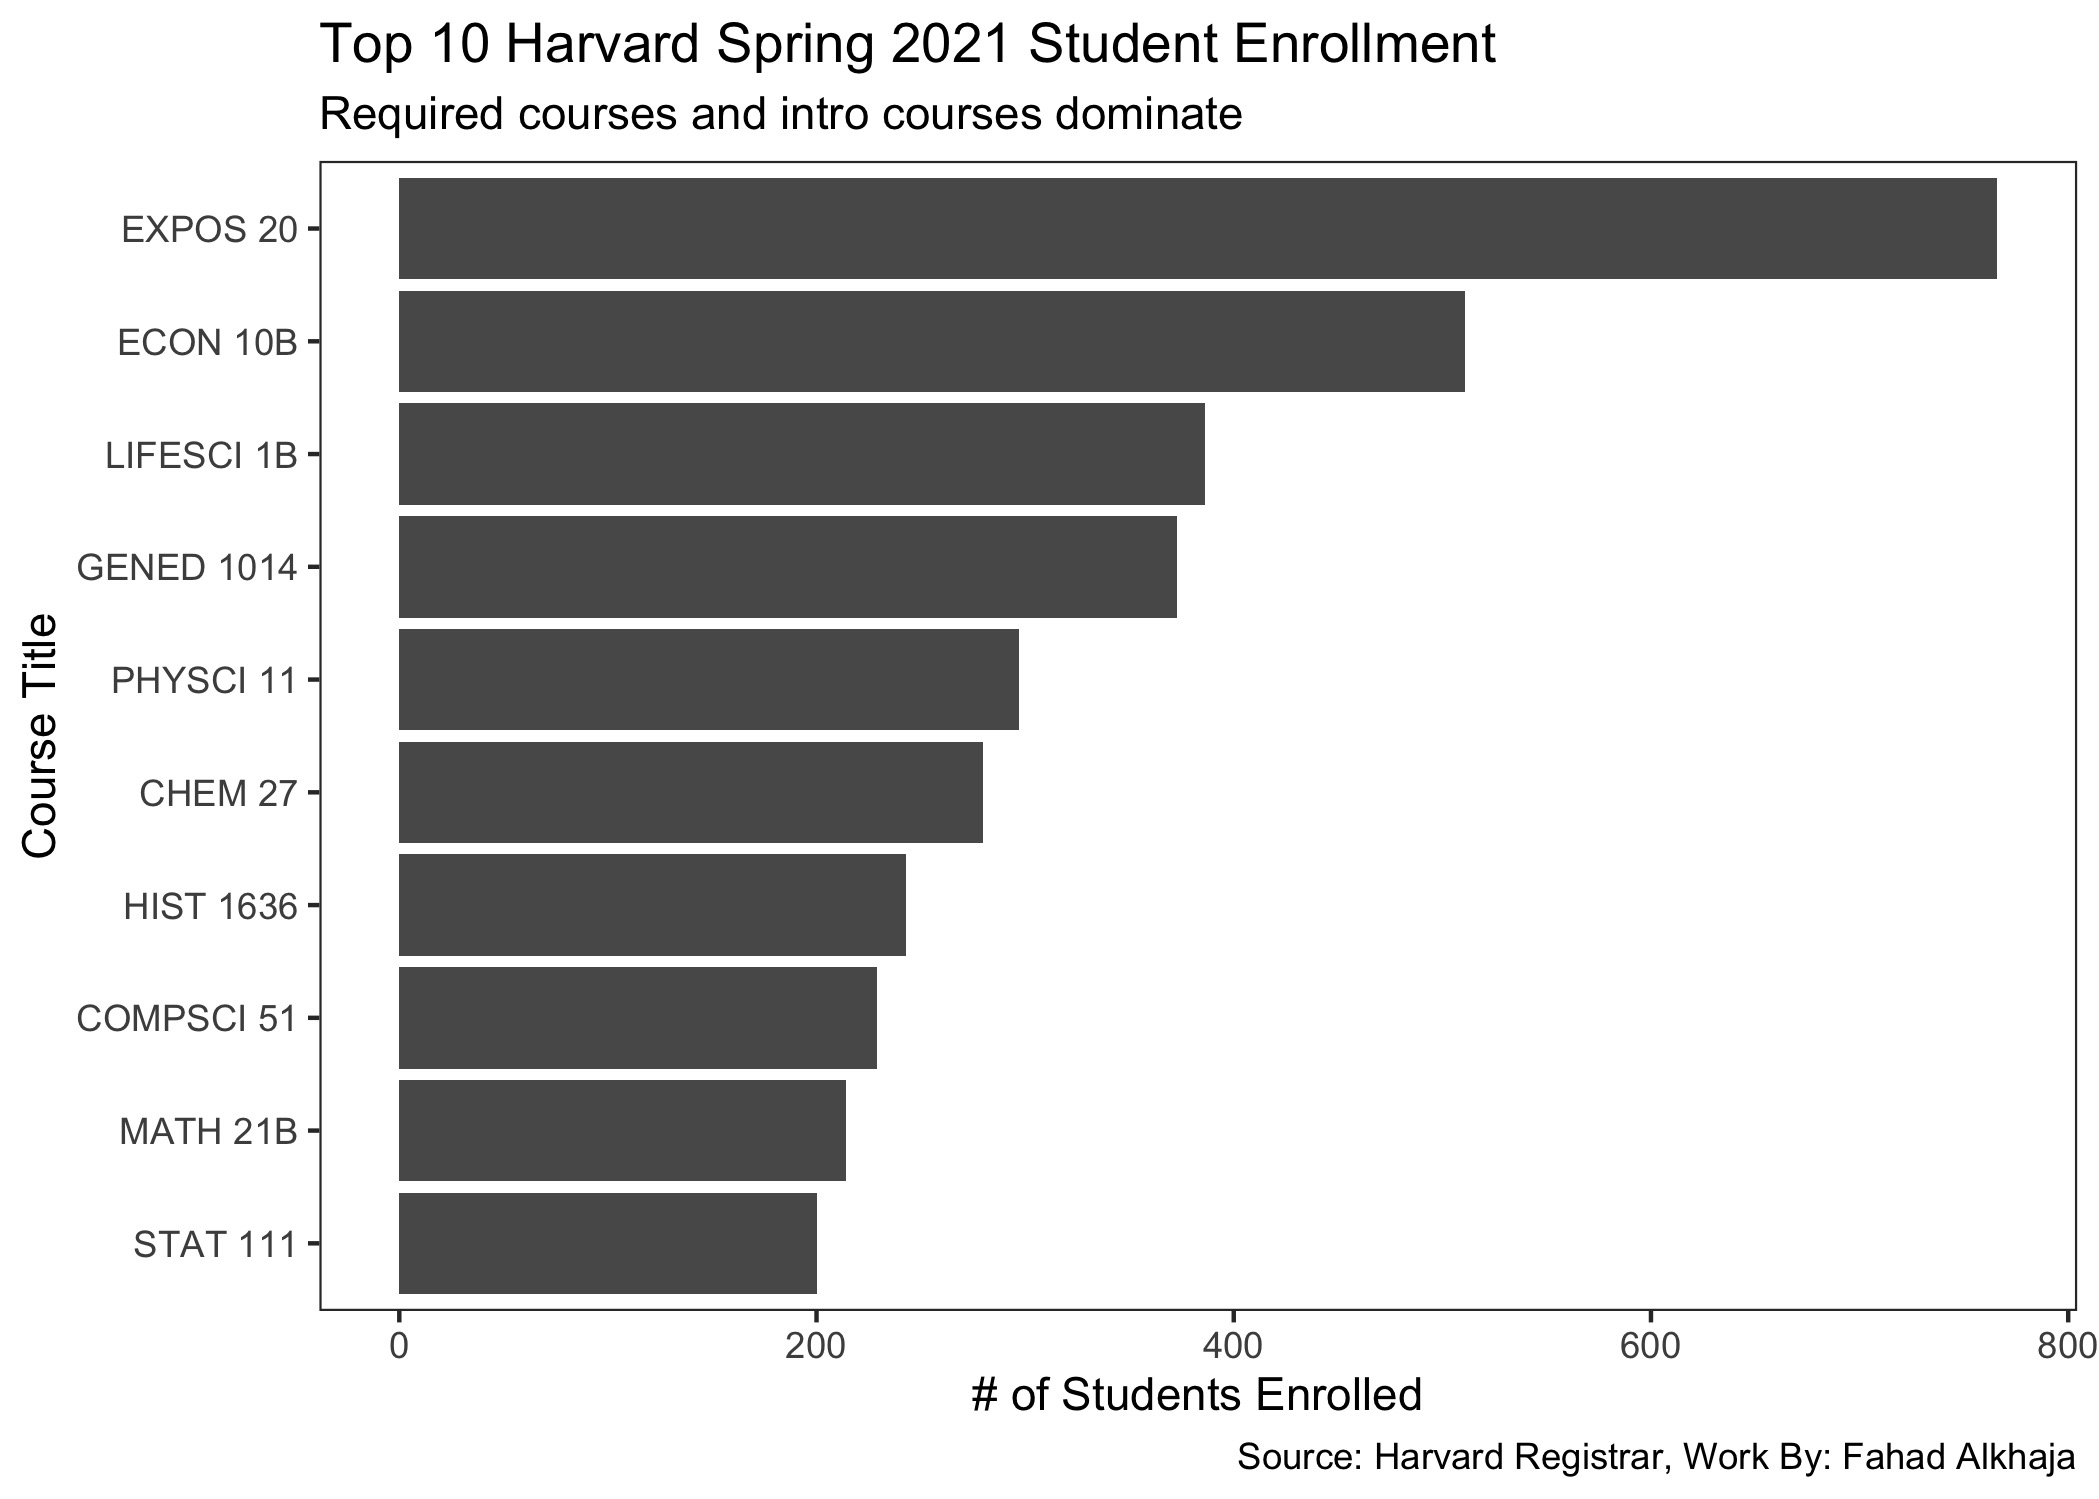 Top 10 Harvard Spring 2021 Student Enrollment
Required courses and intro courses dominate
Course Title
EXPOS 20
ECON 10B
LIFESCI 1B
GENED 1014
PHYSCI 11
CHEM 27
HIST 1636
COMPSCI 51
MATH 21B
STAT 111
0 200 400 600 800
# of Students Enrolled
Source: Harvard Registrar, Work By: Fahad Alkhaja